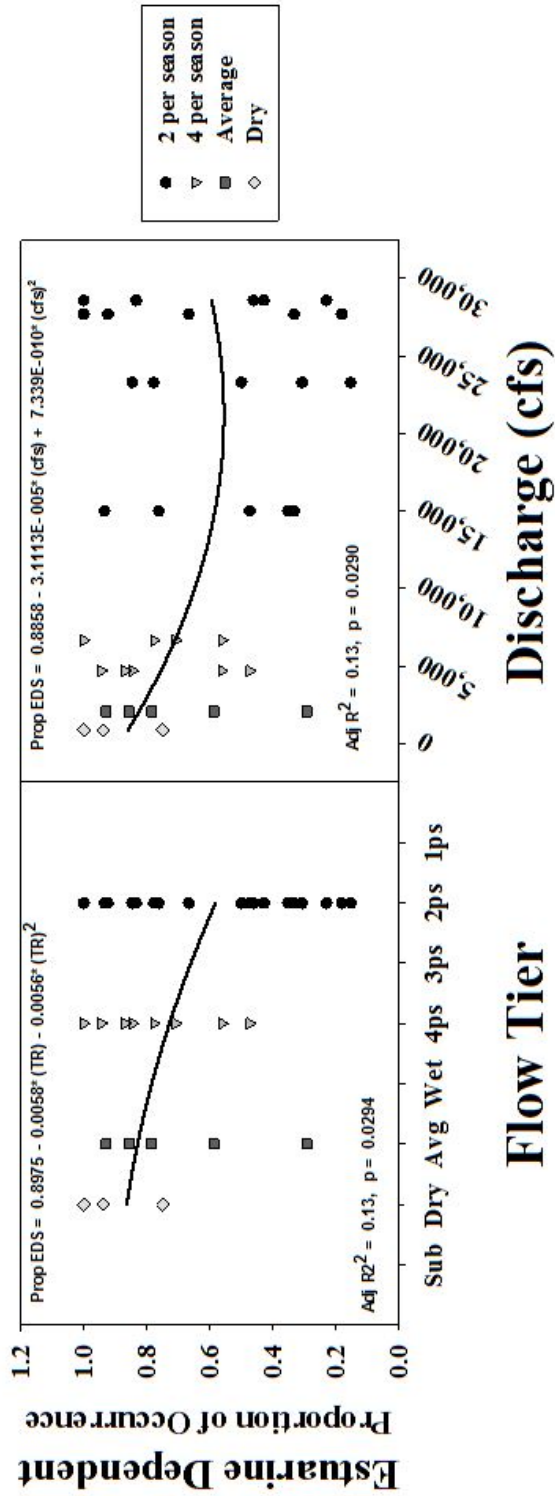 Estuarine Dependent
Proportion of Occurrence
1.2
1.0
0.8
0.6
0.4
0.2
0.0
Prop EDS = 0.8975 - 0.0058* (TR) - 0.0056* (TR)²
Adj R2² = 0.13, p = 0.0294
Sub Dry Avg Wet 4ps 3ps 2ps 1ps
Flow Tier
Prop EDS = 0.8858 - 3.1113E-005* (cfs) + 7.339E-010* (cfs)²
Adj R² = 0.13, p = 0.0290
0 5,000 10,000 15,000 20,000 25,000 30,000
Discharge (cfs)
2 per season
4 per season
Average
Dry